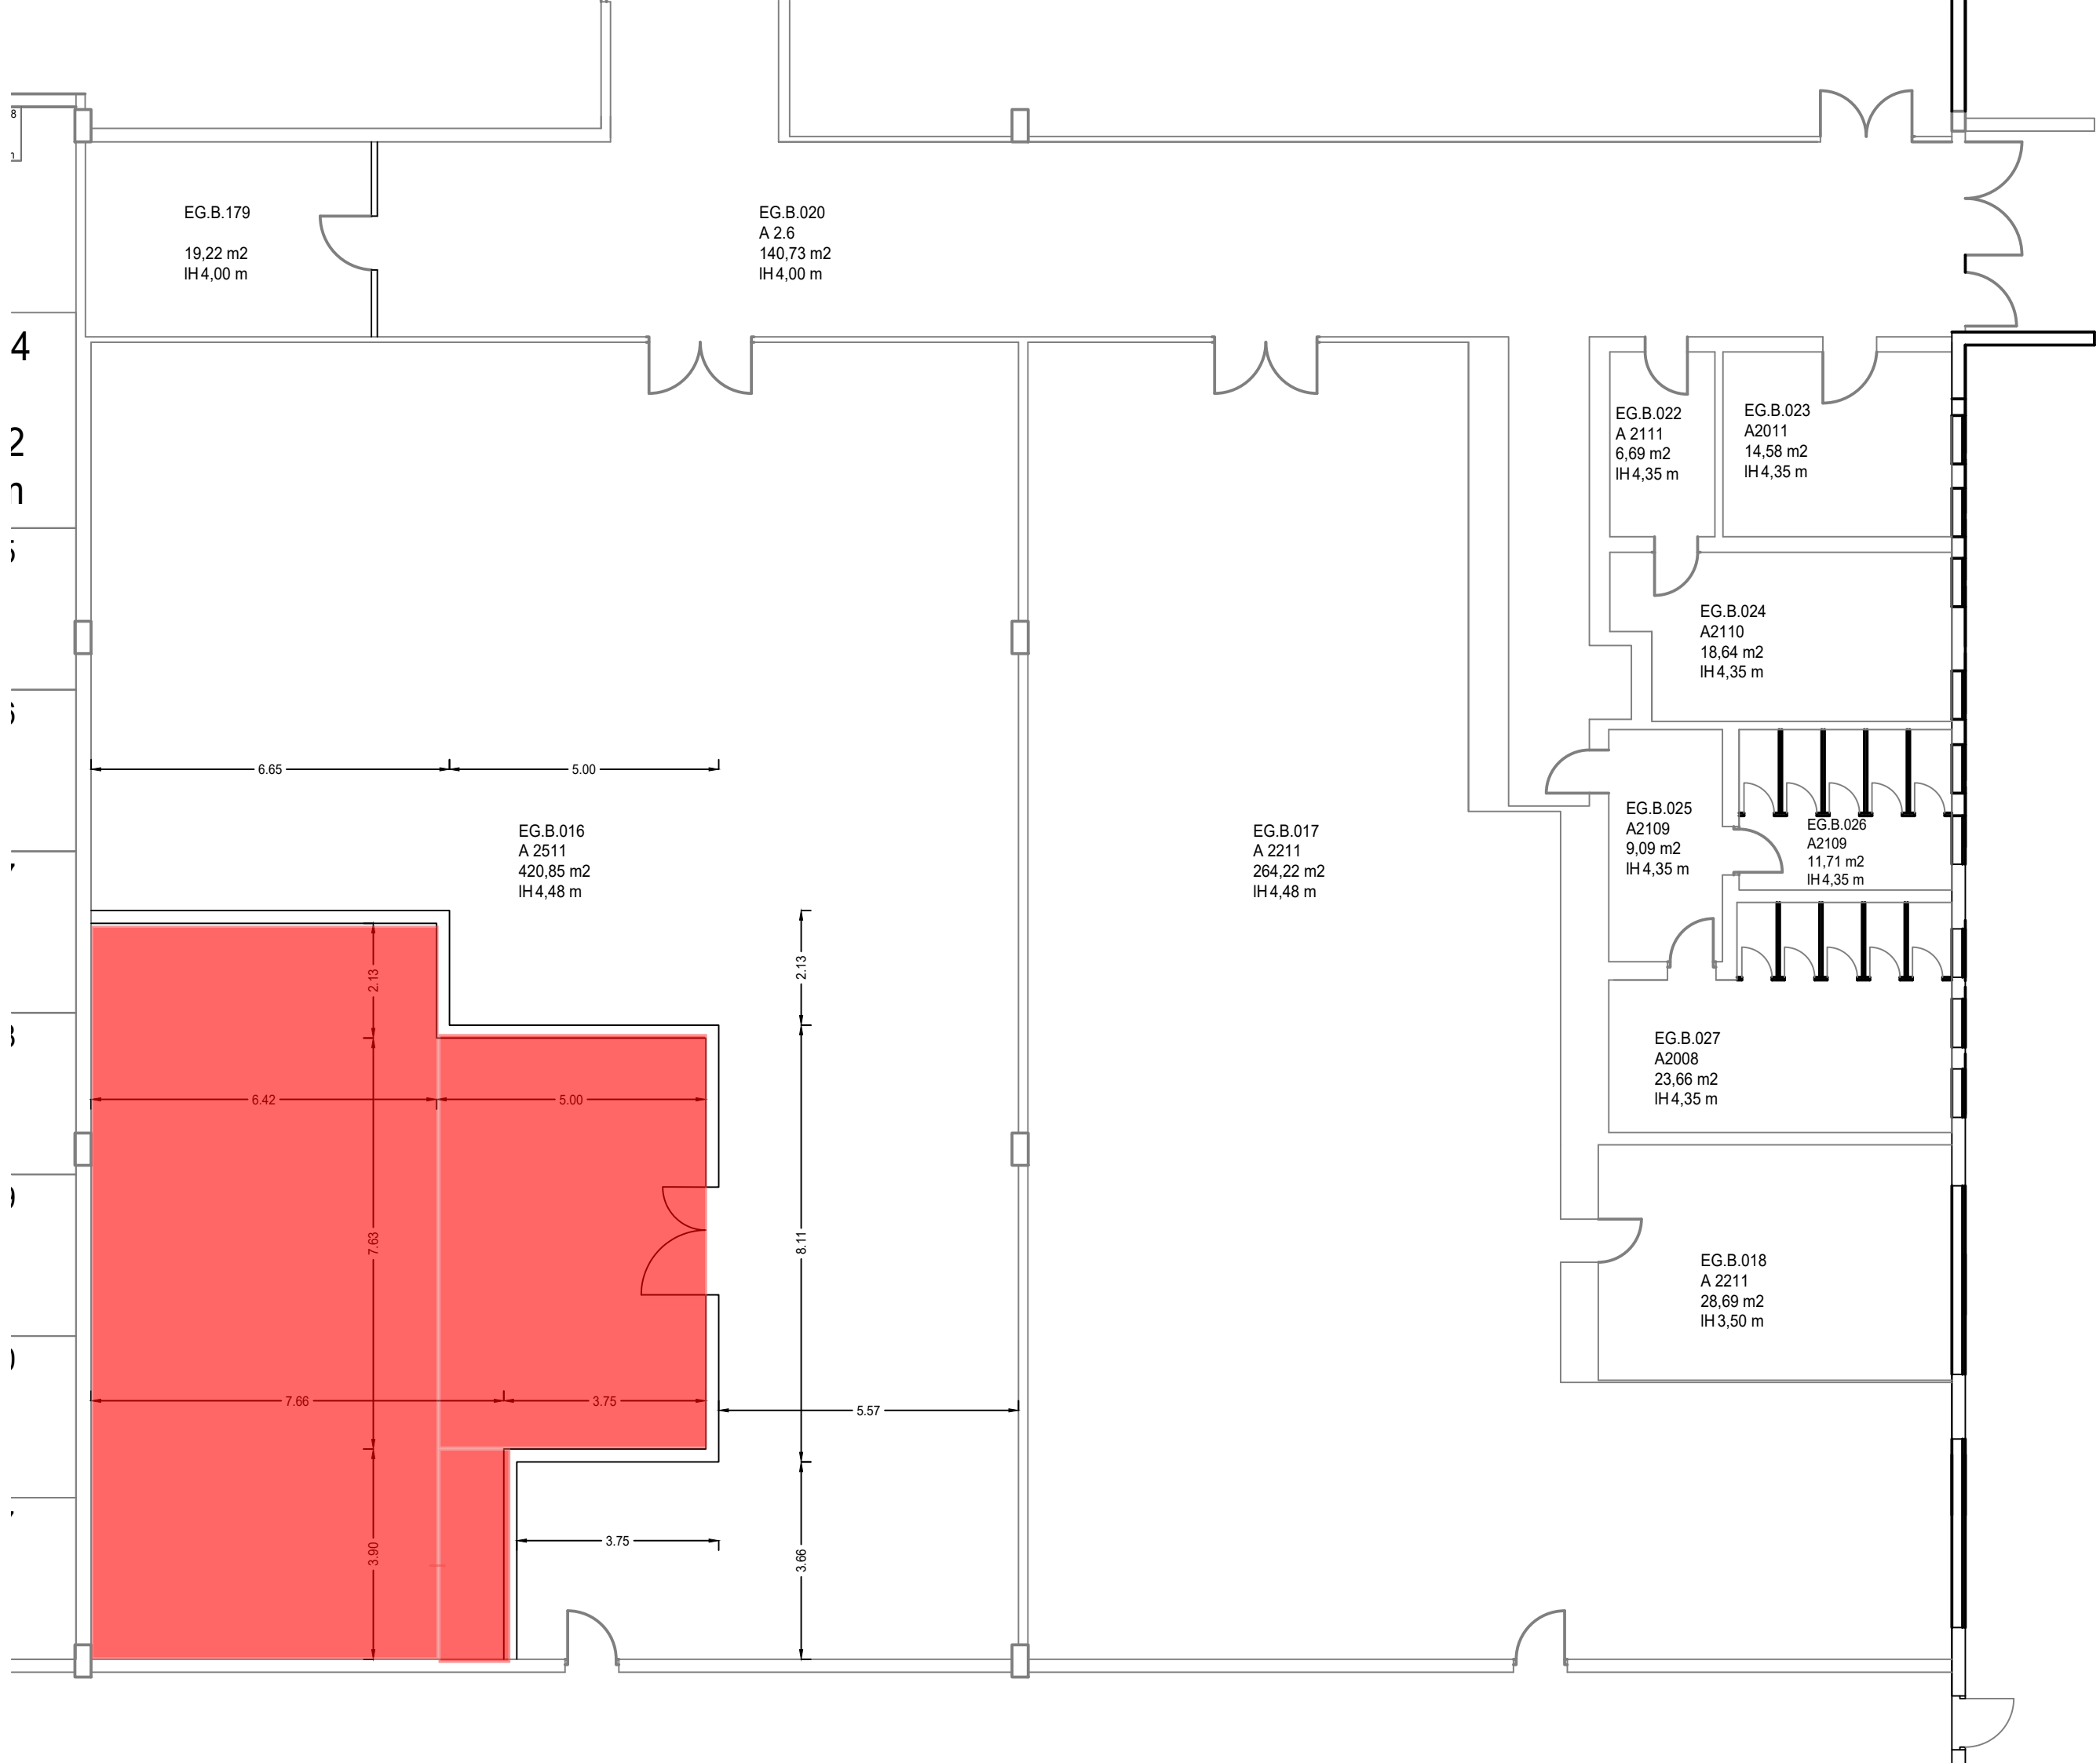 8
EG.B.179
19,22 m2
IH 4,00 m
EG.B.020
A 2.6
140,73 m2
IH 4,00 m
4
2
EG.B.022
A 2111
6,69 m2
IH 4,35 m
EG.B.023
A2011
14,58 m2
IH 4,35 m
EG.B.024
A2110
18,64 m2
IH 4,35 m
6.65
5.00
EG.B.016
A 2511
420,85 m2
IH 4,48 m
EG.B.017
A 2211
264,22 m2
IH 4,48 m
EG.B.025
A2109
9,09 m2
IH 4,35 m
EG.B.026
A2109
11,71 m2
IH 4,35 m
2.13
2.13
EG.B.027
A2008
23,66 m2
IH 4,35 m
6.42
5.00
7.63
8.11
EG.B.018
A 2211
28,69 m2
IH 3,50 m
7.66
3.75
5.57
3.75
3.90
3.66